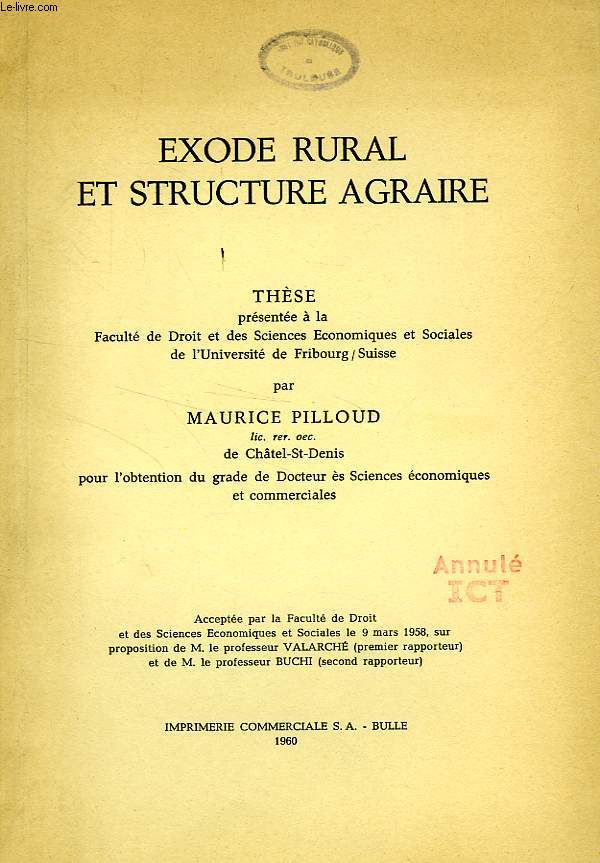 Le-livre.com
TOULOUSE
EXODE RURAL
ET STRUCTURE AGRAIRE
THÈSE
présentée à la
Faculté de Droit et des Sciences Economiques et Sociales
de l'Université de Fribourg / Suisse
par
MAURICE PILLOUD
lic. rer. oec.
de Châtel-St-Denis
pour l'obtention du grade de Docteur ès Sciences économiques
et commerciales
Annulé
ICT
Acceptée par la Faculté de Droit
et des Sciences Economiques et Sociales le 9 mars 1958, sur
proposition de M. le professeur VALARCHÉ (premier rapporteur)
et de M. le professeur BUCHI (second rapporteur)
IMPRIMERIE COMMERCIALE S. A. - BULLE
1960